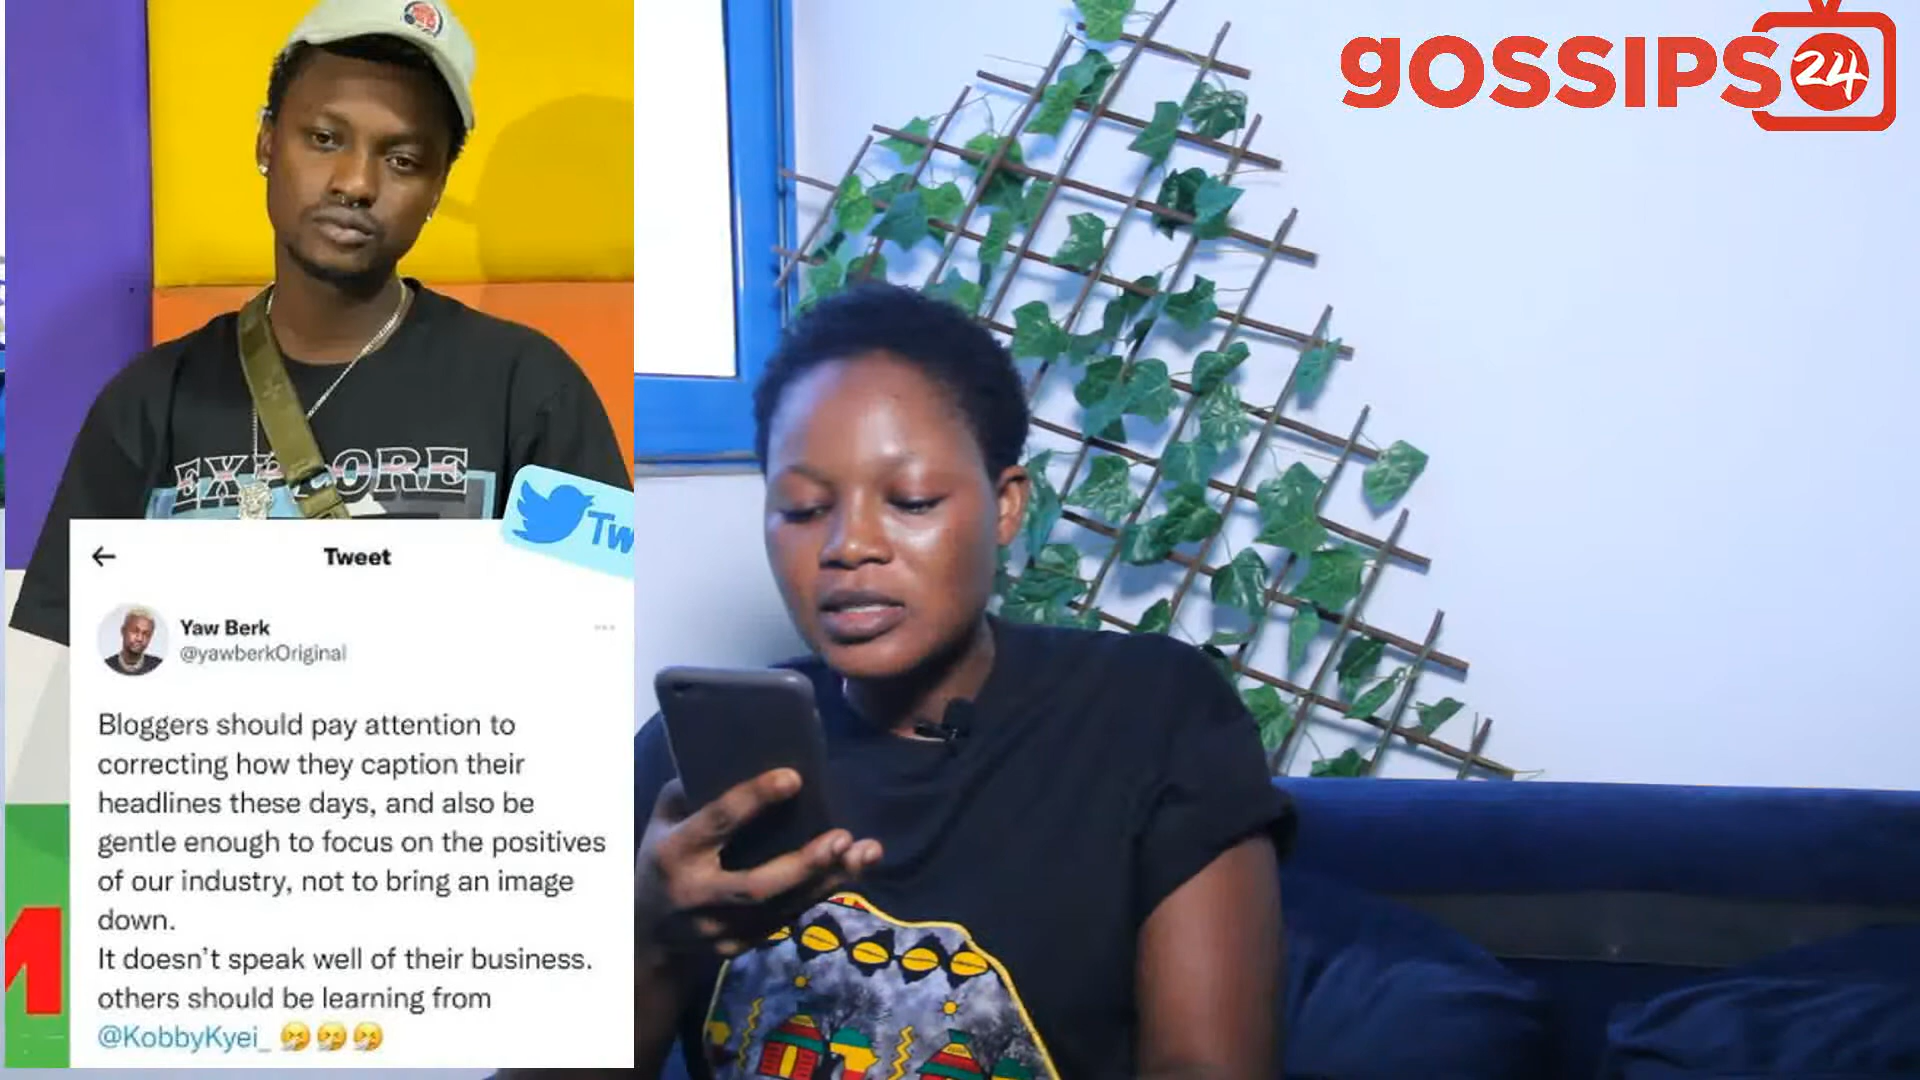 gOSSIPS24
EXPLORE
Tweet
Yaw Berk
@yawberkOriginal
Bloggers should pay attention to
correcting how they caption their
headlines these days, and also be
gentle enough to focus on the positives
of our industry, not to bring an image
down.
It doesn't speak well of their business.
others should be learning from
@KobbyKyei_ 🤧🤧🤧
Tw
M